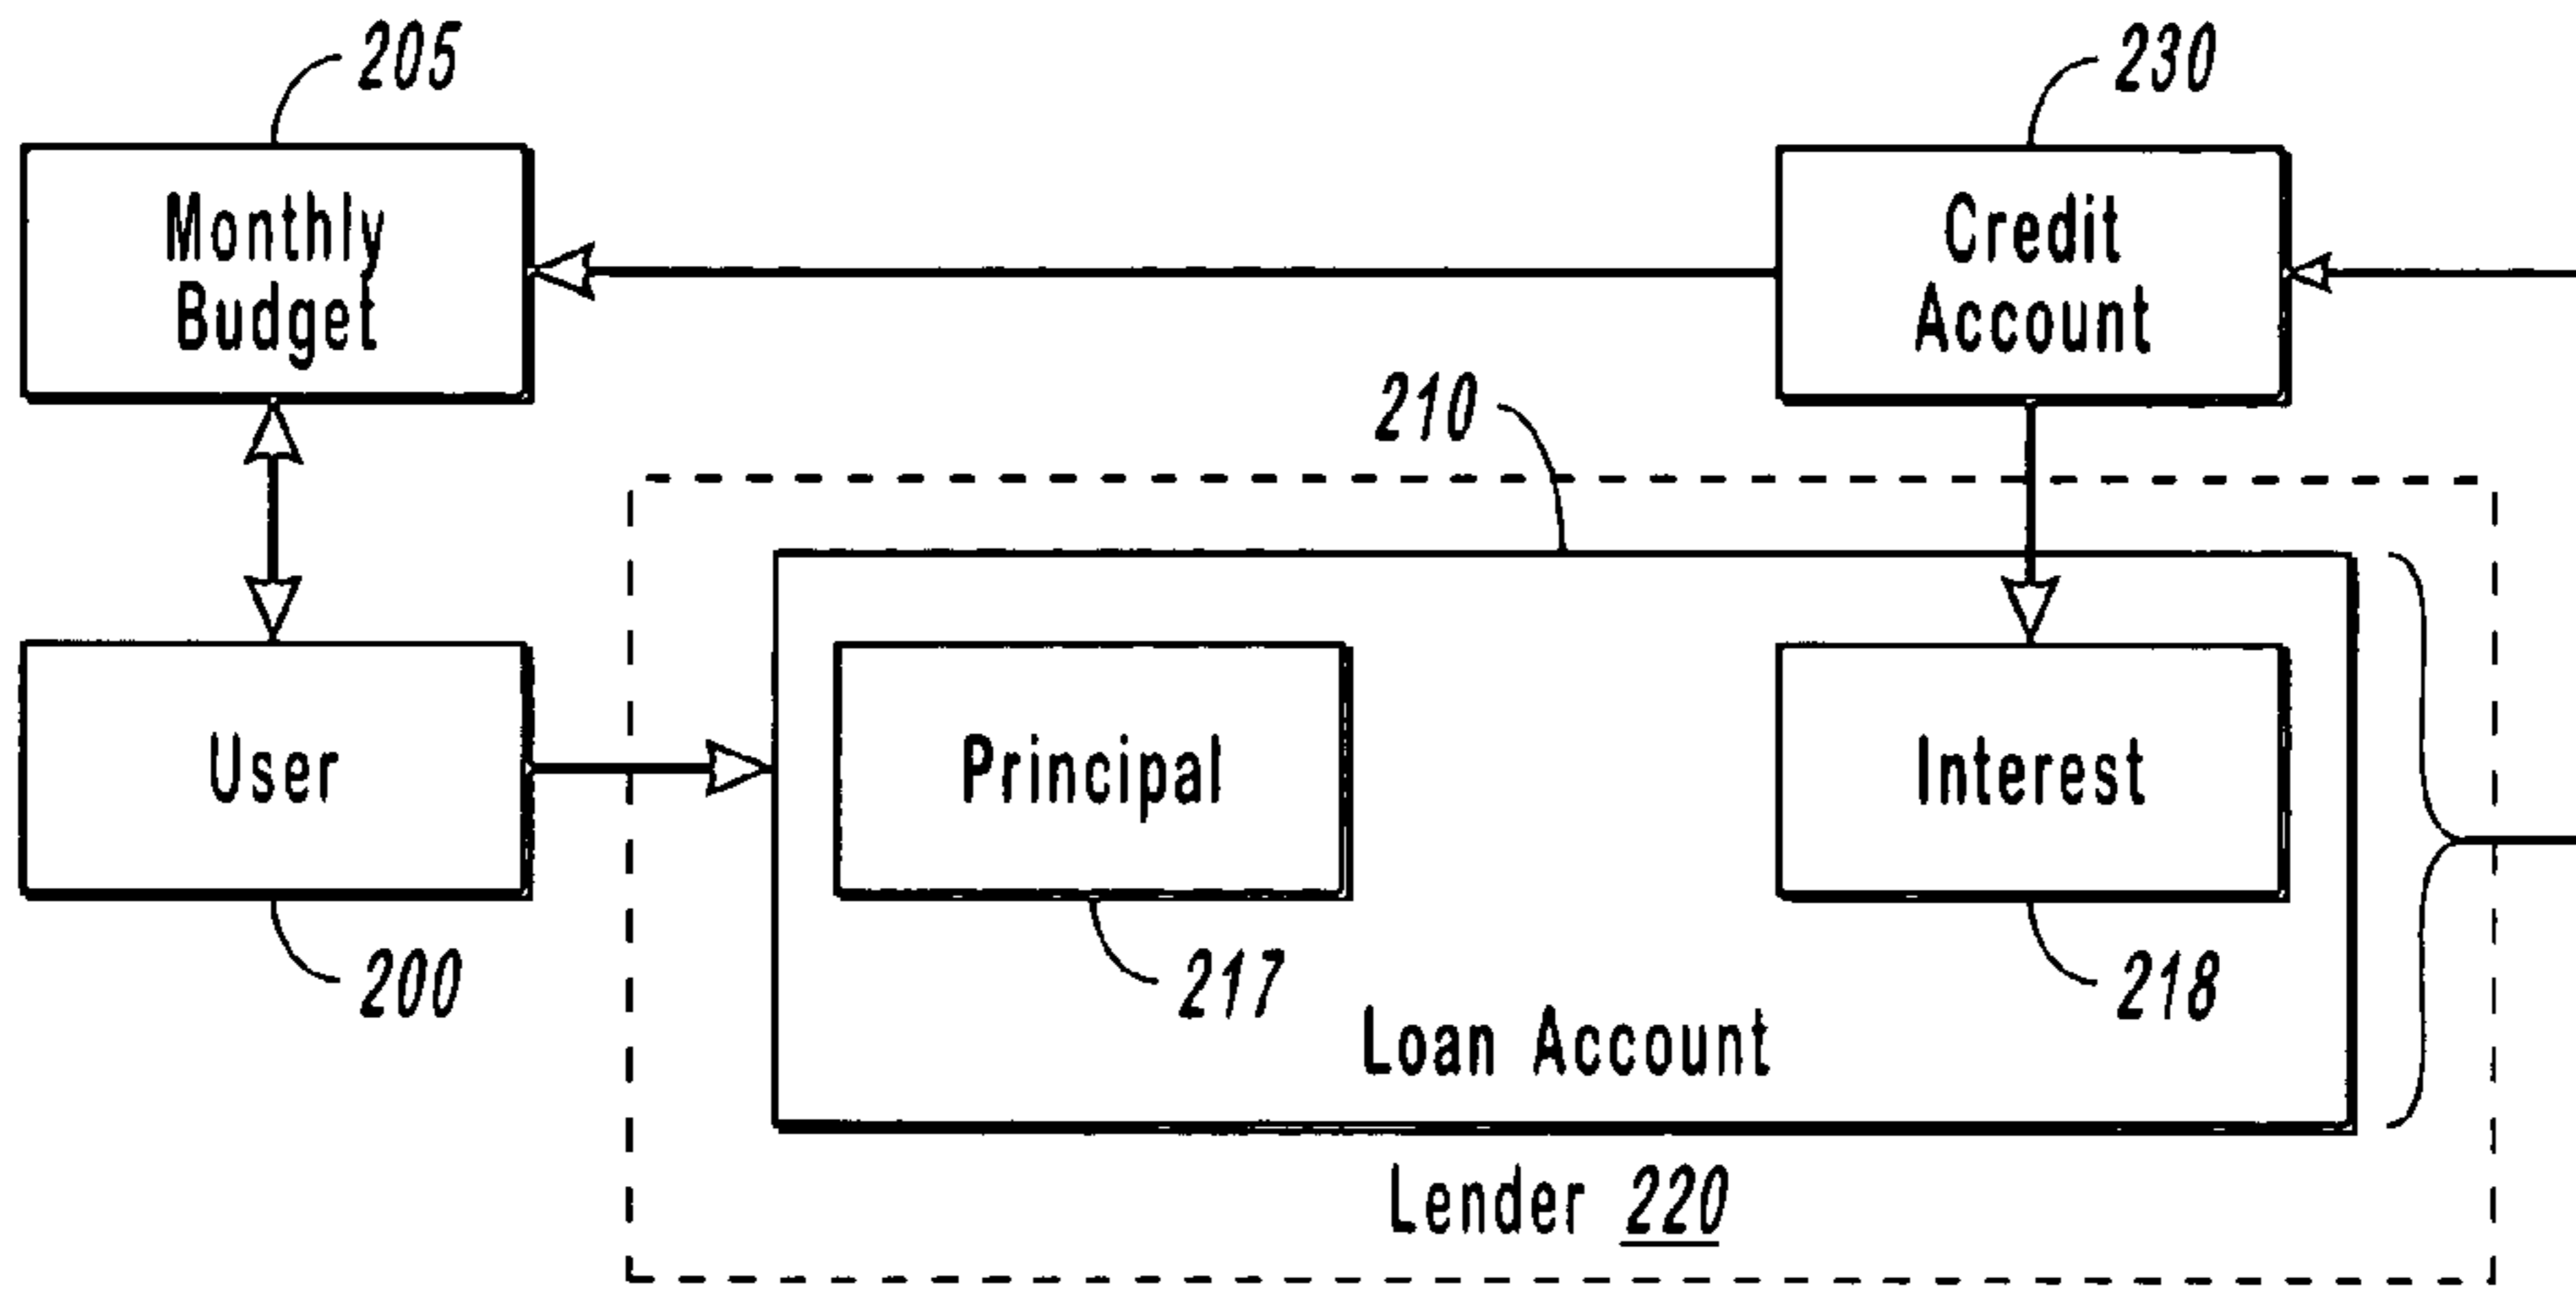 205
230
Monthly
Budget
Credit
Account
210
User
Principal
Interest
200
217
218
Loan Account
Lender 220